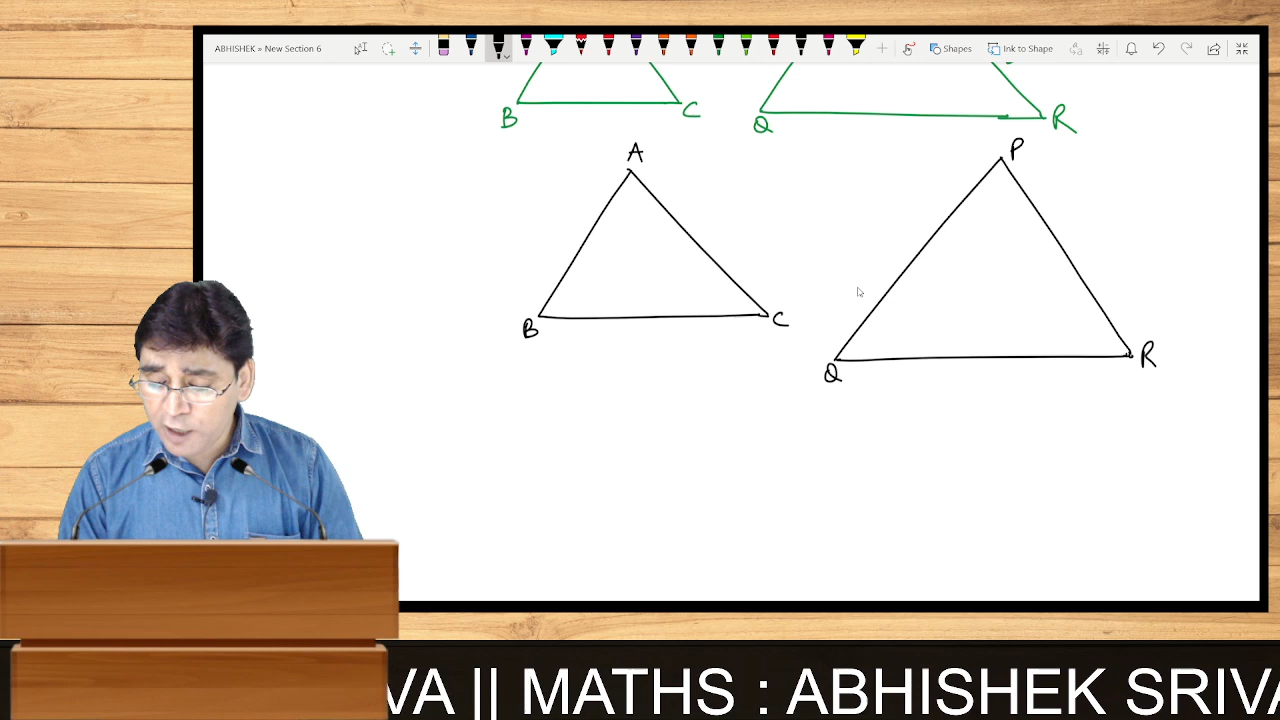 ABHISHEK » New Section 6
Shapes
Ink to Shape
B C Q R
A P
B C
Q R
VA || MATHS : ABHISHEK SRIVA